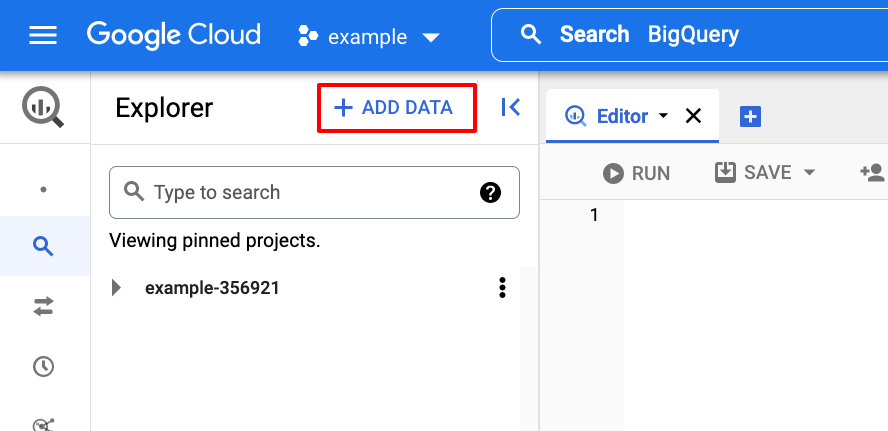 Google Cloud
example
Search BigQuery
Explorer
+ ADD DATA
Editor
Type to search
?
RUN
SAVE
1
Viewing pinned projects.
example-356921